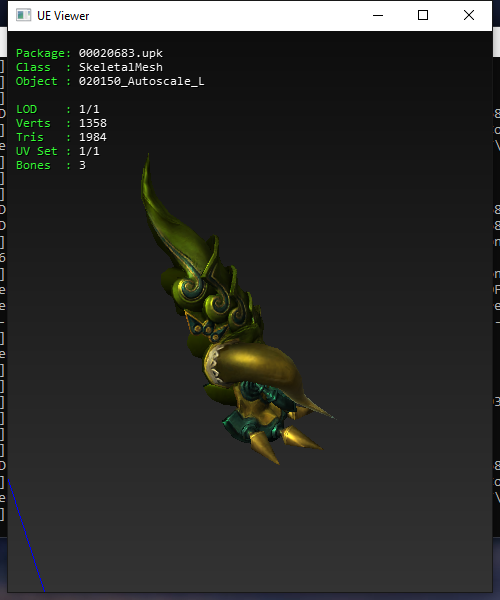 UE Viewer
Package: 00020683.upk
Class : SkeletalMesh
Object : 020150_Autoscale_L
LOD : 1/1
Verts : 1358
Tris : 1984
UV Set : 1/1
Bones : 3